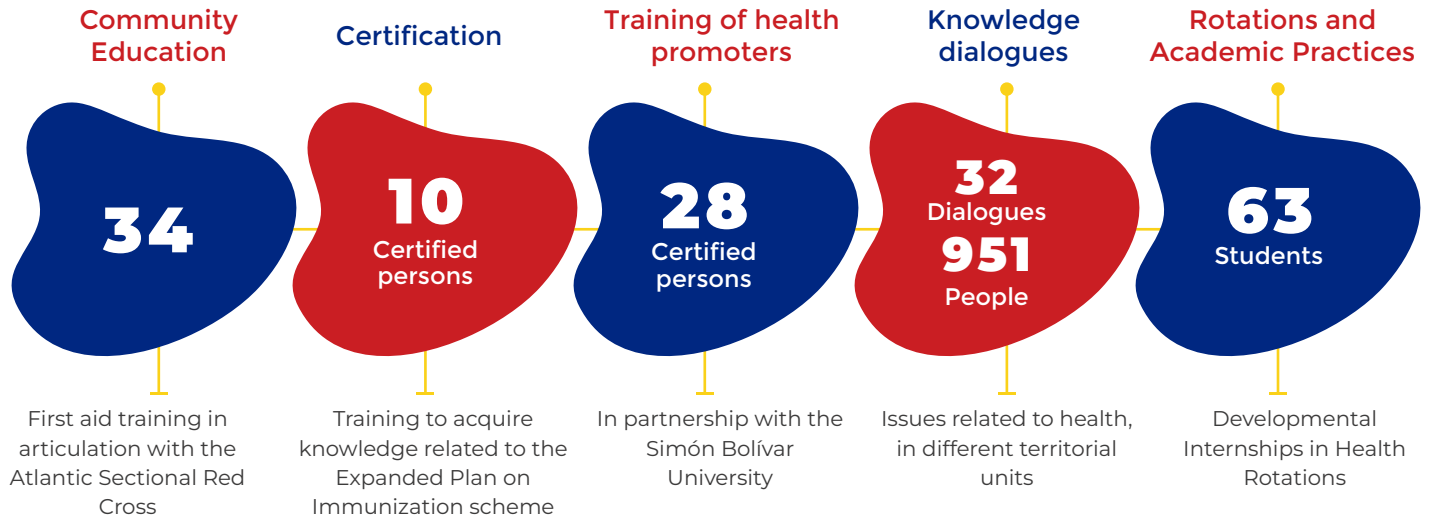 Community
Education
34
First aid training in
articulation with the
Atlantic Sectional Red
Cross
Certification
10
Certified
persons
Training to acquire
knowledge related to the
Expanded Plan on
Immunization scheme
Training of health
promoters
28
Certified
persons
In partnership with the
Simón Bolívar
University
Knowledge
dialogues
32
Dialogues
951
People
Issues related to health,
in different territorial
units
Rotations and
Academic Practices
63
Students
Developmental
Internships in Health
Rotations